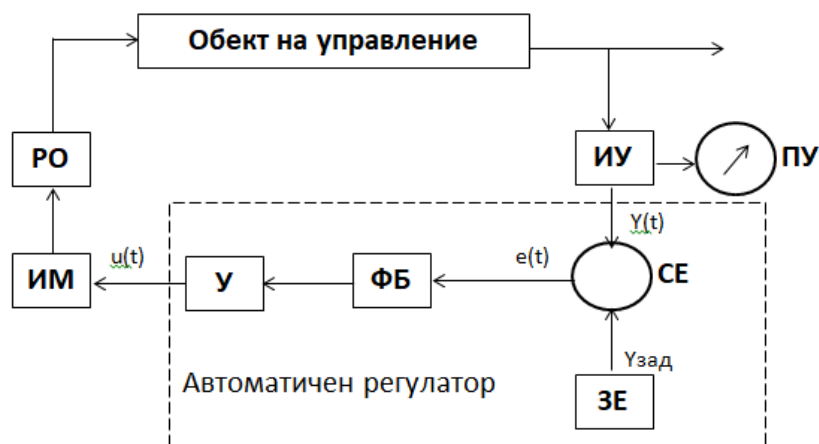 Обект на управление
РО
ИУ
ПУ
Y(t)
u(t)
e(t)
ИМ
У
ФБ
СЕ
Yзад
Автоматичен регулатор
ЗЕ